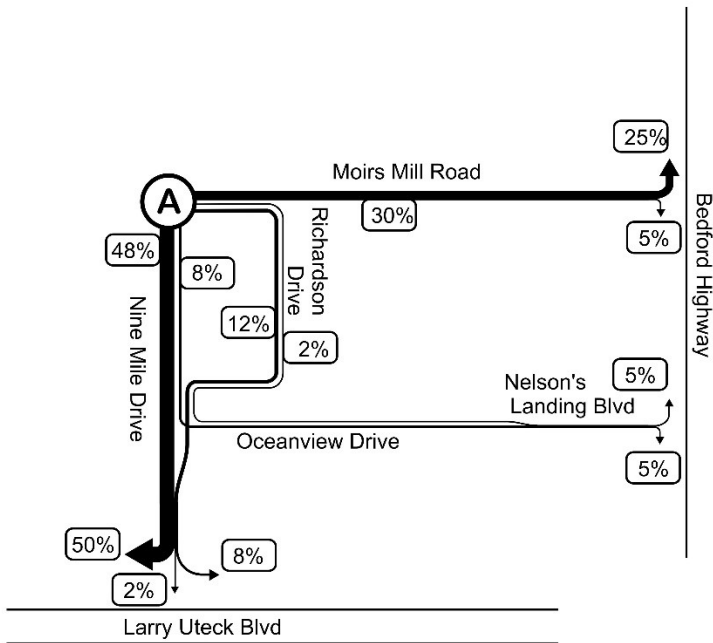 25%
Moirs Mill Road
A
30%
5%
48%
8%
Richardson
Drive
Bedford Highway
12%
2%
Nine Mile Drive
5%
Nelson's
Landing Blvd
Oceanview Drive
5%
50%
8%
2%
Larry Uteck Blvd